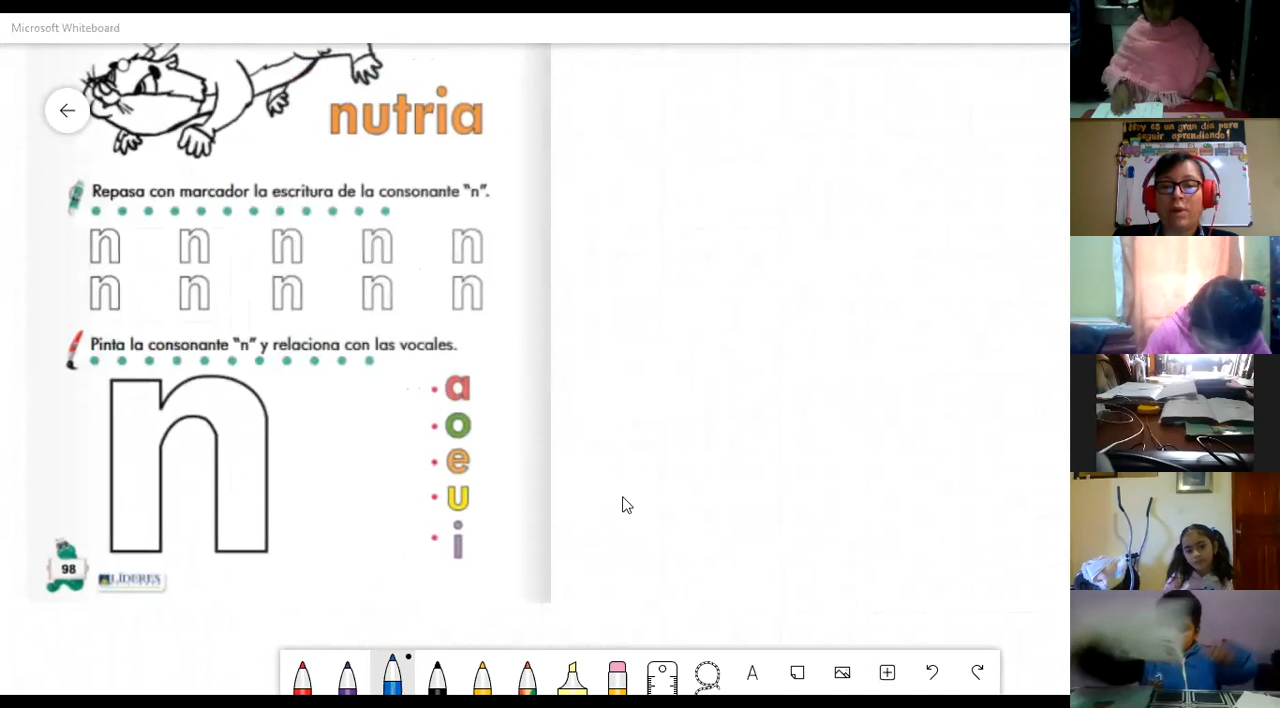 Microsoft Whiteboard
nutria
Repasa con marcador la escritura de la consonante "n".
n n n n n
n n n n n
Pinta la consonante "n" y relaciona con las vocales.
n
a
o
e
u
i
98
LÍDERES
A
¡Hoy es un gran día para
seguir aprendiendo!